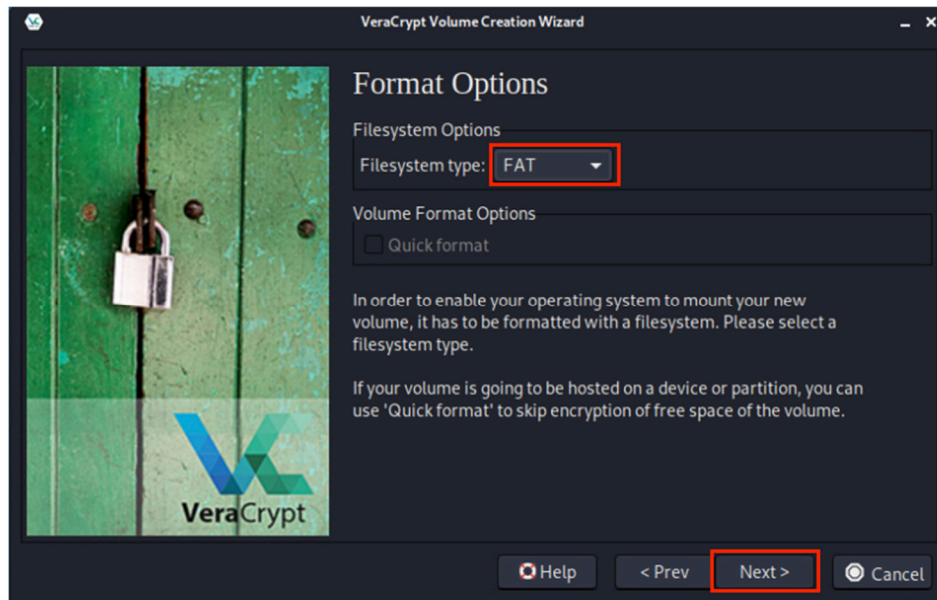 VeraCrypt Volume Creation Wizard
Format Options
Filesystem Options
Filesystem type: FAT
Volume Format Options
Quick format
In order to enable your operating system to mount your new
volume, it has to be formatted with a filesystem. Please select a
filesystem type.
If your volume is going to be hosted on a device or partition, you can
use 'Quick format' to skip encryption of free space of the volume.
VeraCrypt
Help < Prev Next > Cancel